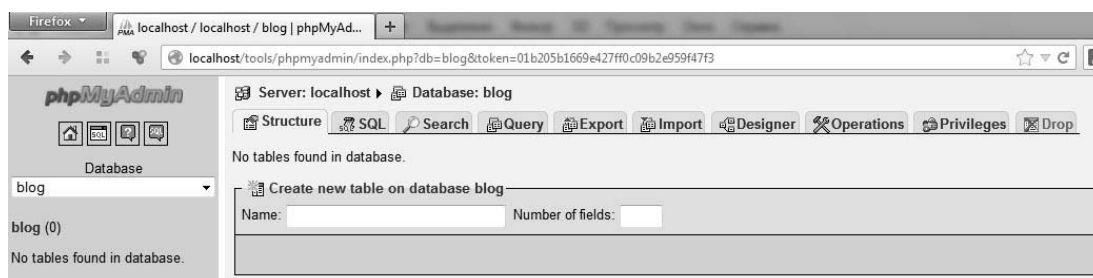 Firefox
localhost / localhost / blog | phpMyAd... +
localhost/tools/phpmyadmin/index.php?db=blog&token=01b205b1669e427ff0c09b2e959f47f3
phpMyAdmin
SQL
Database
blog
blog (0)
No tables found in database.
Server: localhost Database: blog
Structure SQL Search Query Export Import Designer Operations Privileges Drop
No tables found in database.
Create new table on database blog
Name: Number of fields: